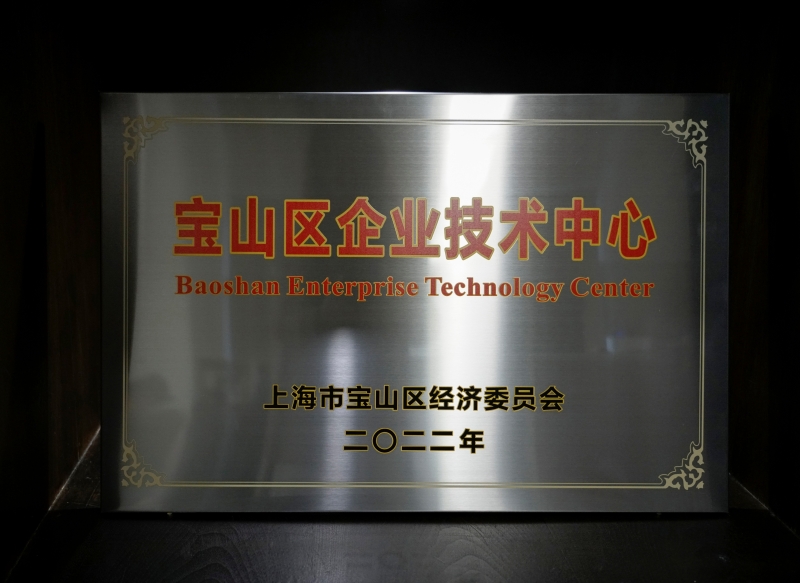 宝山区企业技术中心
Baoshan Enterprise Technology Center
上海市宝山区经济委员会
二〇二二年